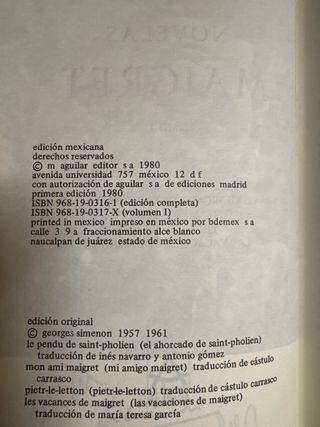 NOVELAS
MAIGRET
edición mexicana
derechos reservados
© m aguilar editor s a 1980
avenida universidad 757 méxico 12 d f
con autorización de aguilar s a de ediciones madrid
primera edición 1980
ISBN 968-19-0316-1 (edición completa)
ISBN 968-19-0317-X (volumen I)
printed in mexico impreso en méxico por bdemex s a
calle 3 9 a fraccionamiento alce blanco
naucalpan de juárez estado de méxico
edición original
© georges simenon 1957 1961
le pendu de saint-pholien (el ahorcado de saint-pholien)
traducción de inés navarro y antonio gómez
mon ami maigret (mi amigo maigret) traducción de cástulo
carrasco
pietr-le-letton (pietr-le-letton) traducción de cástulo carrasco
les vacances de maigret (las vacaciones de maigret)
traducción de maría teresa garcía